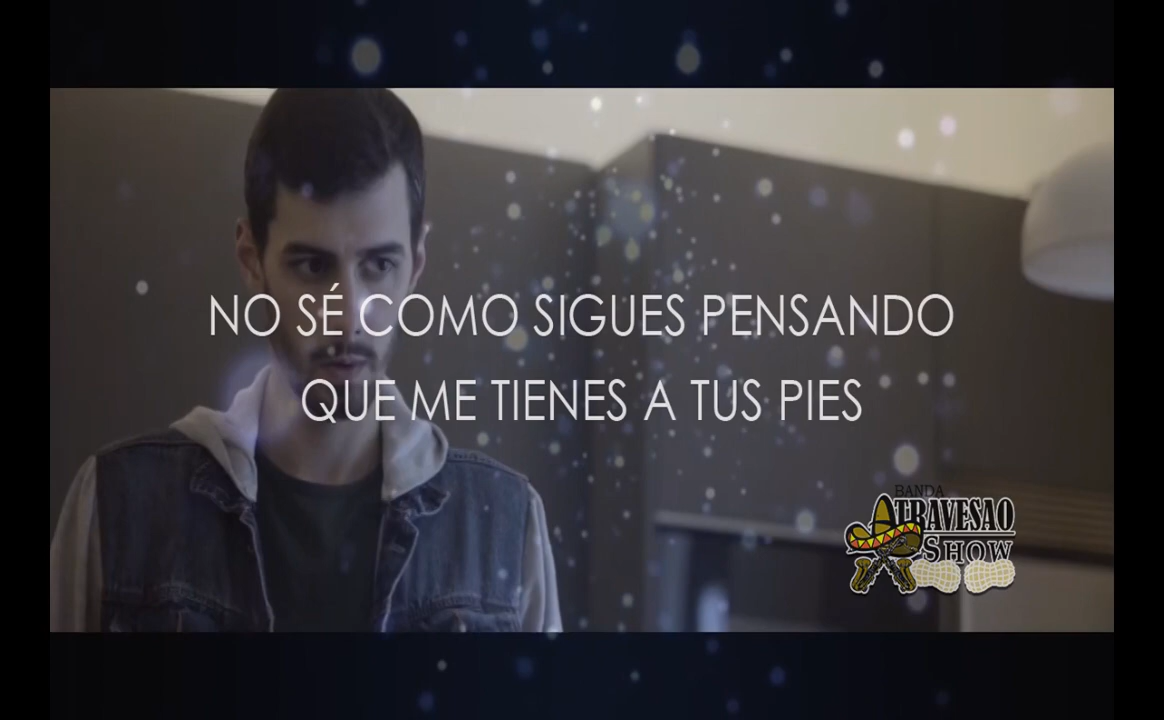 NO SÉ COMO SIGUES PENSANDO
QUE ME TIENES A TUS PIES
BANDA
ATRAVESAO
SHOW